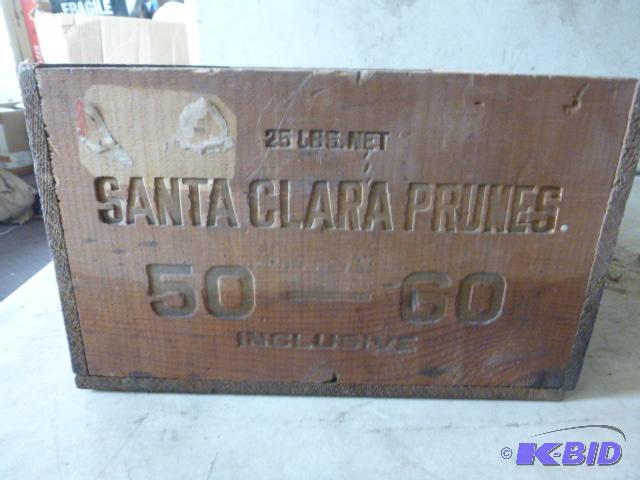 FRAGILE
25 LBS. NET
SANTA CLARA PRUNES.
50 — 60
INCLUSIVE
© K-BID